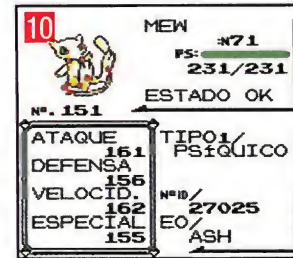 10
MEW
:N71
PS:
231/231
ESTADO OK
Nº.151
ATAQUE
161
DEFENSA
156
VELOCID.
162
ESPECIAL
155
TIPO1/
PSÍQUICO
NºID/
27025
EO/
ASH